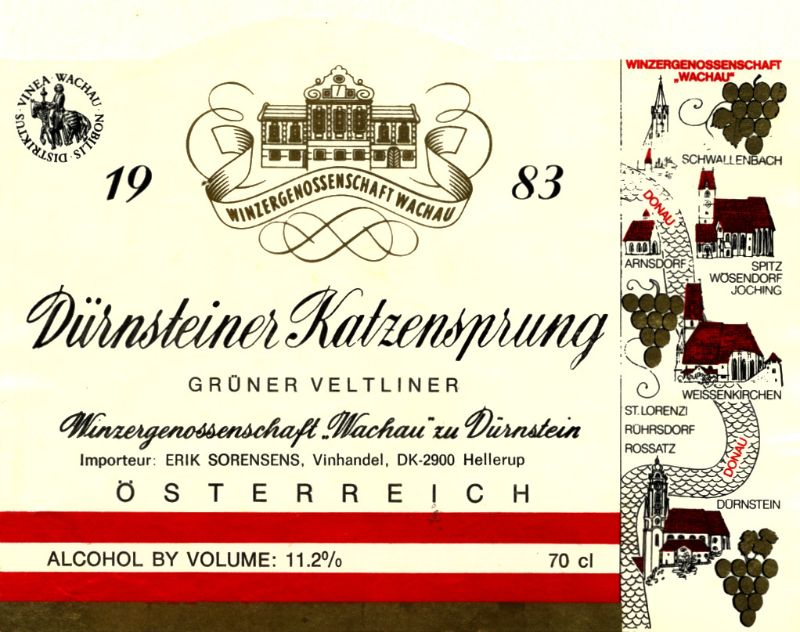 VINEA · WACHAU · NOBILIS · DISTRIKTUS
19 83
WINZERGENOSSENSCHAFT WACHAU
Dürnsteiner Katzensprung
GRÜNER VELTLINER
Winzergenossenschaft „Wachau" zu Dürnstein
Importeur: ERIK SORENSENS, Vinhandel, DK-2900 Hellerup
ÖSTERREICH
ALCOHOL BY VOLUME: 11.2% 70 cl
WINZERGENOSSENSCHAFT
„WACHAU"
SCHWALLENBACH
DONAU
ARNSDORF
SPITZ
WÖSENDORF
JOCHING
WEISSENKIRCHEN
ST. LORENZI
RÜHRSDORF
ROSSATZ
DONAU
DÜRNSTEIN